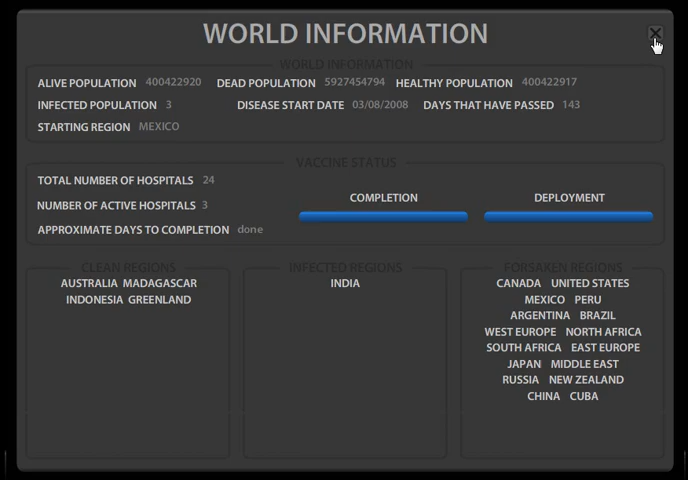 WORLD INFORMATION
WORLD INFORMATION
ALIVE POPULATION 400422920 DEAD POPULATION 5927454794 HEALTHY POPULATION 400422917
INFECTED POPULATION 3 DISEASE START DATE 03/08/2008 DAYS THAT HAVE PASSED 143
STARTING REGION MEXICO
VACCINE STATUS
TOTAL NUMBER OF HOSPITALS 24
NUMBER OF ACTIVE HOSPITALS 3
APPROXIMATE DAYS TO COMPLETION done
COMPLETION
DEPLOYMENT
CLEAN REGIONS
AUSTRALIA MADAGASCAR
INDONESIA GREENLAND
INFECTED REGIONS
INDIA
FORSAKEN REGIONS
CANADA UNITED STATES
MEXICO PERU
ARGENTINA BRAZIL
WEST EUROPE NORTH AFRICA
SOUTH AFRICA EAST EUROPE
JAPAN MIDDLE EAST
RUSSIA NEW ZEALAND
CHINA CUBA